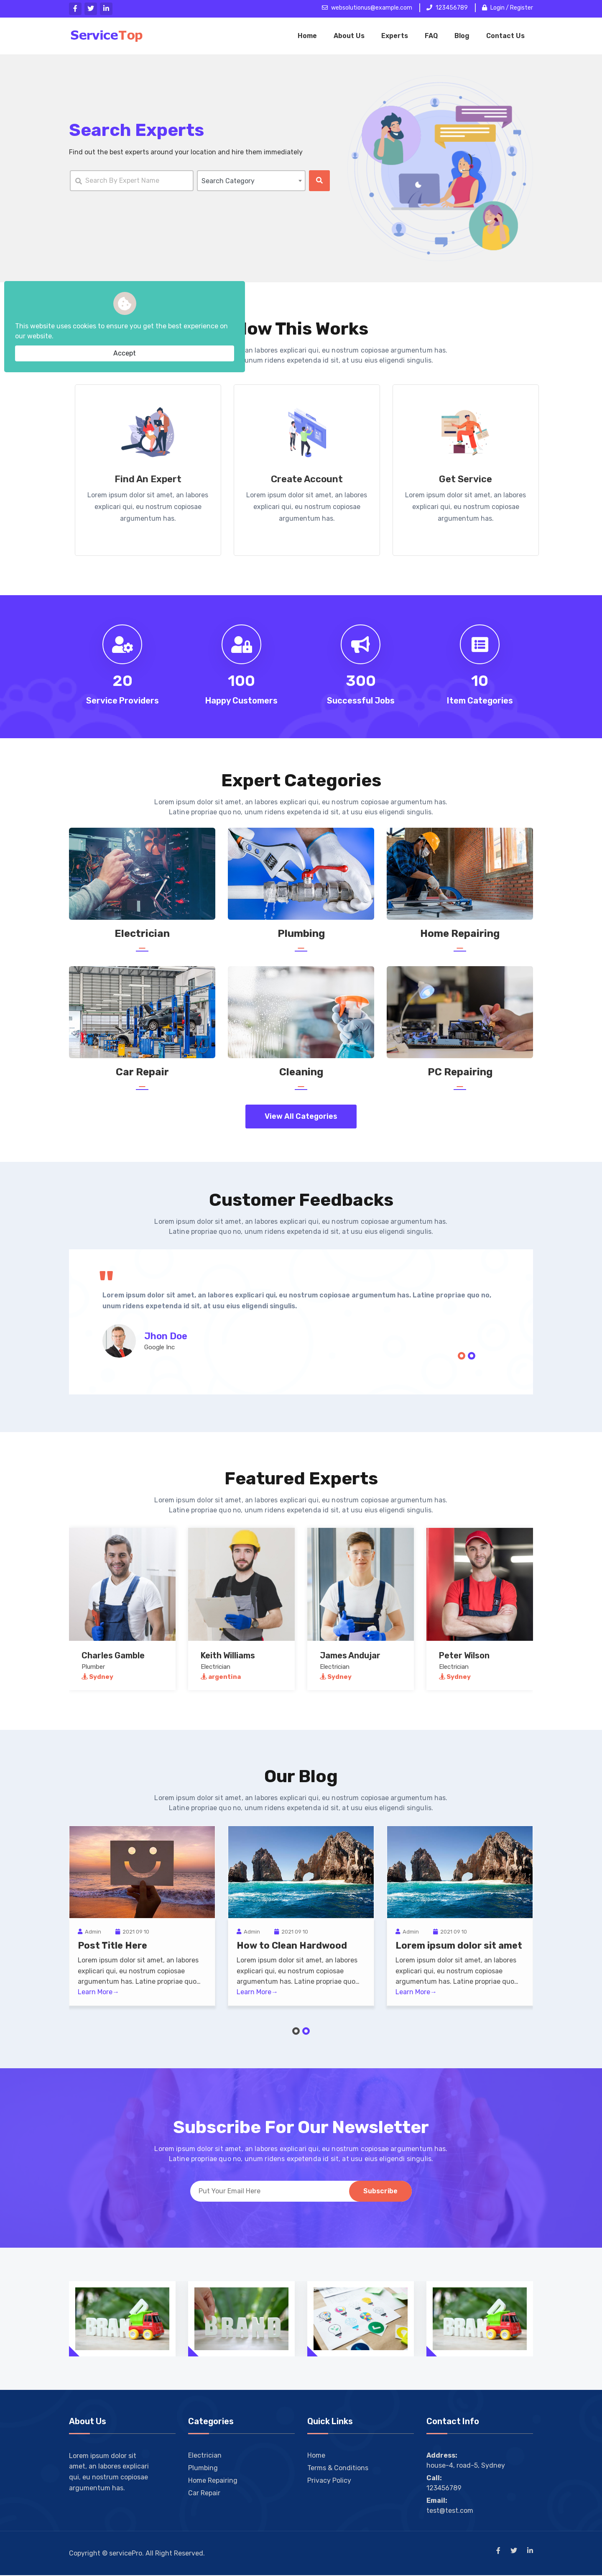 websolutionus@example.com
123456789
Login / Register
ServiceTop
Home
About Us
Experts
FAQ
Blog
Contact Us
Search Experts
Find out the best experts around your location and hire them immediately
Search By Expert Name
Search Category
This website uses cookies to ensure you get the best experience on
our website.
Accept
How This Works
an labores explicari qui, eu nostrum copiosae argumentum has.
unum ridens expetenda id sit, at usu eius eligendi singulis.
Find An Expert
Lorem ipsum dolor sit amet, an labores
explicari qui, eu nostrum copiosae
argumentum has.
Create Account
Lorem ipsum dolor sit amet, an labores
explicari qui, eu nostrum copiosae
argumentum has.
Get Service
Lorem ipsum dolor sit amet, an labores
explicari qui, eu nostrum copiosae
argumentum has.
20
Service Providers
100
Happy Customers
300
Successful Jobs
10
Item Categories
Expert Categories
Lorem ipsum dolor sit amet, an labores explicari qui, eu nostrum copiosae argumentum has.
Latine propriae quo no, unum ridens expetenda id sit, at usu eius eligendi singulis.
Electrician
Plumbing
Home Repairing
Car Repair
Cleaning
PC Repairing
View All Categories
Customer Feedbacks
Lorem ipsum dolor sit amet, an labores explicari qui, eu nostrum copiosae argumentum has.
Latine propriae quo no, unum ridens expetenda id sit, at usu eius eligendi singulis.
"
Lorem ipsum dolor sit amet, an labores explicari qui, eu nostrum copiosae argumentum has. Latine propriae quo no,
unum ridens expetenda id sit, at usu eius eligendi singulis.
Jhon Doe
Google Inc
Featured Experts
Lorem ipsum dolor sit amet, an labores explicari qui, eu nostrum copiosae argumentum has.
Latine propriae quo no, unum ridens expetenda id sit, at usu eius eligendi singulis.
Charles Gamble
Plumber
Sydney
Keith Williams
Electrician
argentina
James Andujar
Electrician
Sydney
Peter Wilson
Electrician
Sydney
Our Blog
Lorem ipsum dolor sit amet, an labores explicari qui, eu nostrum copiosae argumentum has.
Latine propriae quo no, unum ridens expetenda id sit, at usu eius eligendi singulis.
Admin
2021 09 10
Post Title Here
Lorem ipsum dolor sit amet, an labores
explicari qui, eu nostrum copiosae
argumentum has. Latine propriae quo...
Learn More →
Admin
2021 09 10
How to Clean Hardwood
Lorem ipsum dolor sit amet, an labores
explicari qui, eu nostrum copiosae
argumentum has. Latine propriae quo...
Learn More →
Admin
2021 09 10
Lorem ipsum dolor sit amet
Lorem ipsum dolor sit amet, an labores
explicari qui, eu nostrum copiosae
argumentum has. Latine propriae quo...
Learn More →
Subscribe For Our Newsletter
Lorem ipsum dolor sit amet, an labores explicari qui, eu nostrum copiosae argumentum has.
Latine propriae quo no, unum ridens expetenda id sit, at usu eius eligendi singulis.
Put Your Email Here
Subscribe
BRAND
BRAND
BRAND
About Us
Lorem ipsum dolor sit
amet, an labores explicari
qui, eu nostrum copiosae
argumentum has.
Categories
Electrician
Plumbing
Home Repairing
Car Repair
Quick Links
Home
Terms & Conditions
Privacy Policy
Contact Info
Address:
house-4, road-5, Sydney
Call:
123456789
Email:
test@test.com
Copyright © servicePro. All Right Reserved.